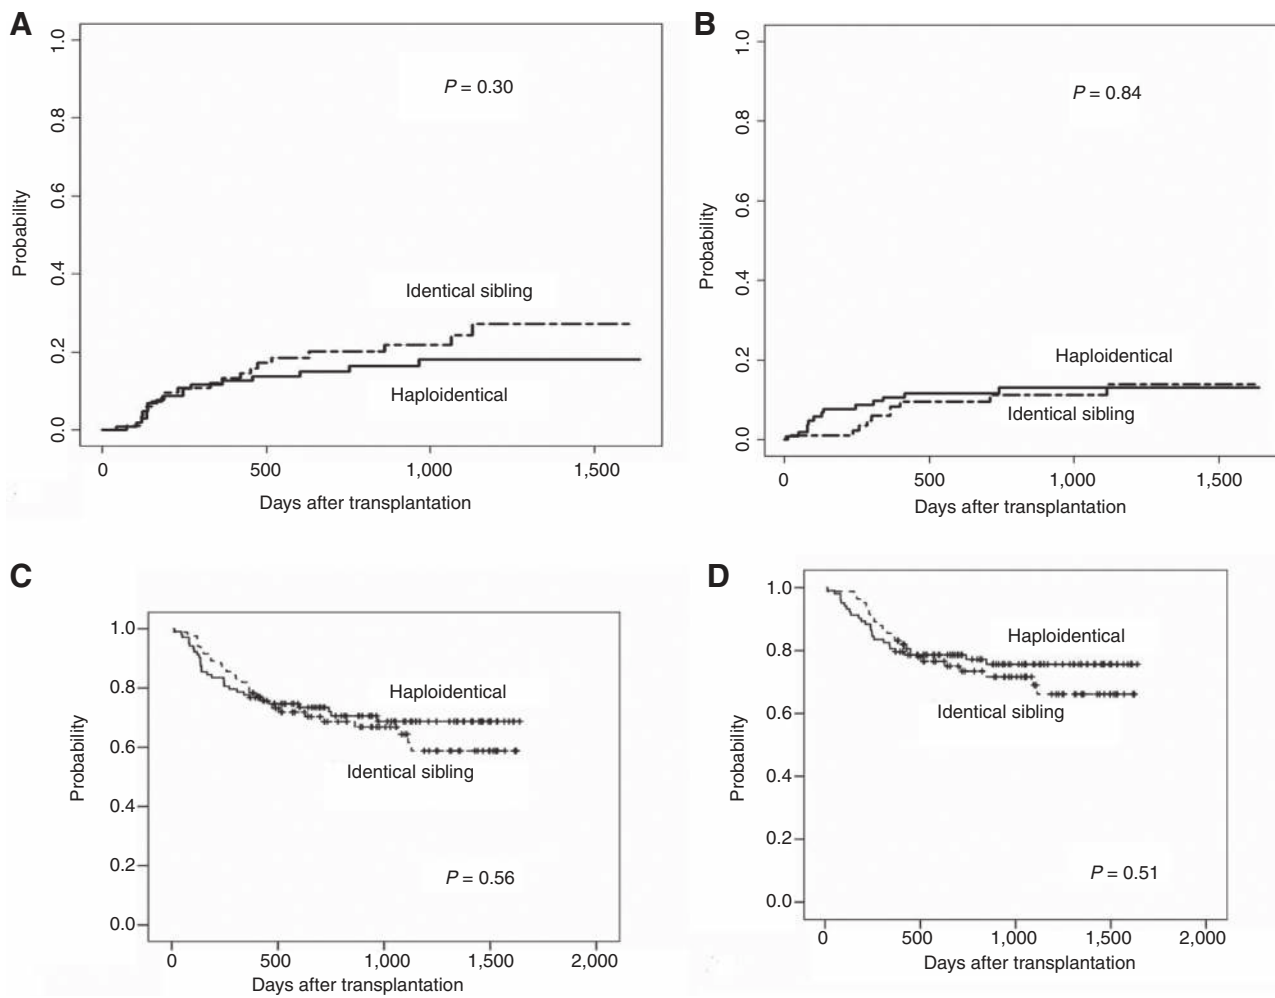 A
1.0
0.8
0.6
0.4
0.2
0.0
Probability
P = 0.30
Identical sibling
Haploidentical
0 500 1,000 1,500
Days after transplantation
B
1.0
0.8
0.6
0.4
0.2
0.0
Probability
P = 0.84
Haploidentical
Identical sibling
0 500 1,000 1,500
Days after transplantation
C
1.0
0.8
0.6
0.4
0.2
0.0
Probability
Haploidentical
Identical sibling
P = 0.56
0 500 1,000 1,500 2,000
Days after transplantation
D
1.0
0.8
0.6
0.4
0.2
0.0
Probability
Haploidentical
Identical sibling
P = 0.51
0 500 1,000 1,500 2,000
Days after transplantation